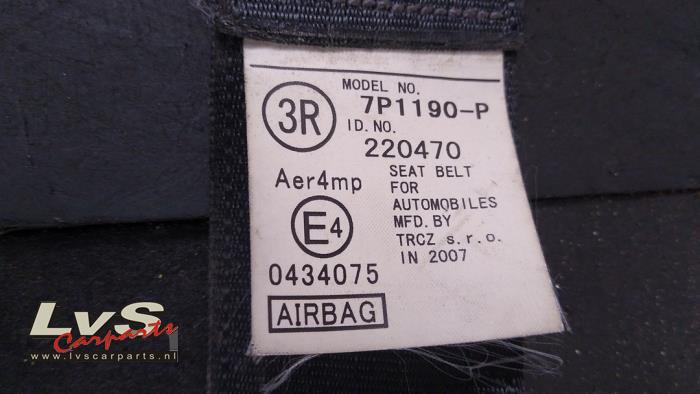 MODEL NO.
3R
7P1190-P
ID.NO.
220470
Aer4mp
SEAT BELT
FOR
AUTOMOBILES
E4
MFD. BY
TRCZ s.r.o.
IN 2007
0434075
AIRBAG
LvS
Carparts
www.lvscarparts.nl